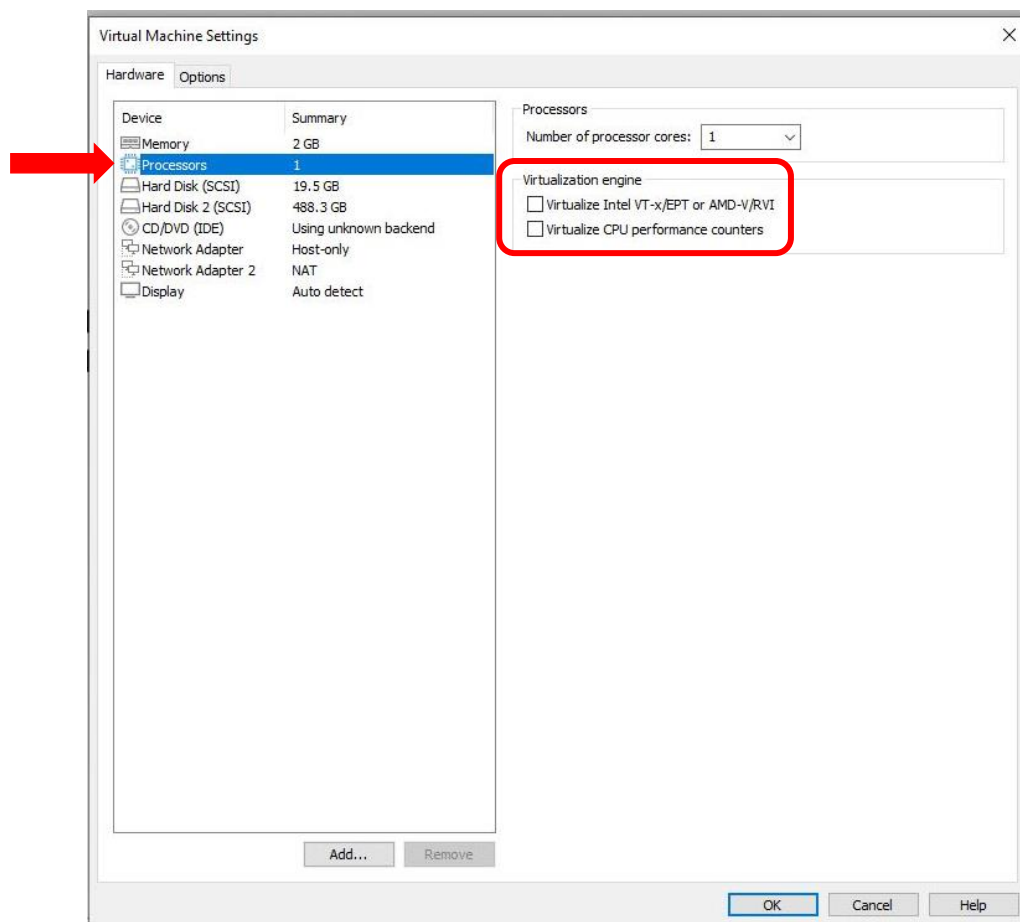 Virtual Machine Settings
Hardware Options
Device Summary
Memory 2 GB
Processors 1
Hard Disk (SCSI) 19.5 GB
Hard Disk 2 (SCSI) 488.3 GB
CD/DVD (IDE) Using unknown backend
Network Adapter Host-only
Network Adapter 2 NAT
Display Auto detect
Add... Remove
Processors
Number of processor cores: 1
Virtualization engine
Virtualize Intel VT-x/EPT or AMD-V/RVI
Virtualize CPU performance counters
OK Cancel Help